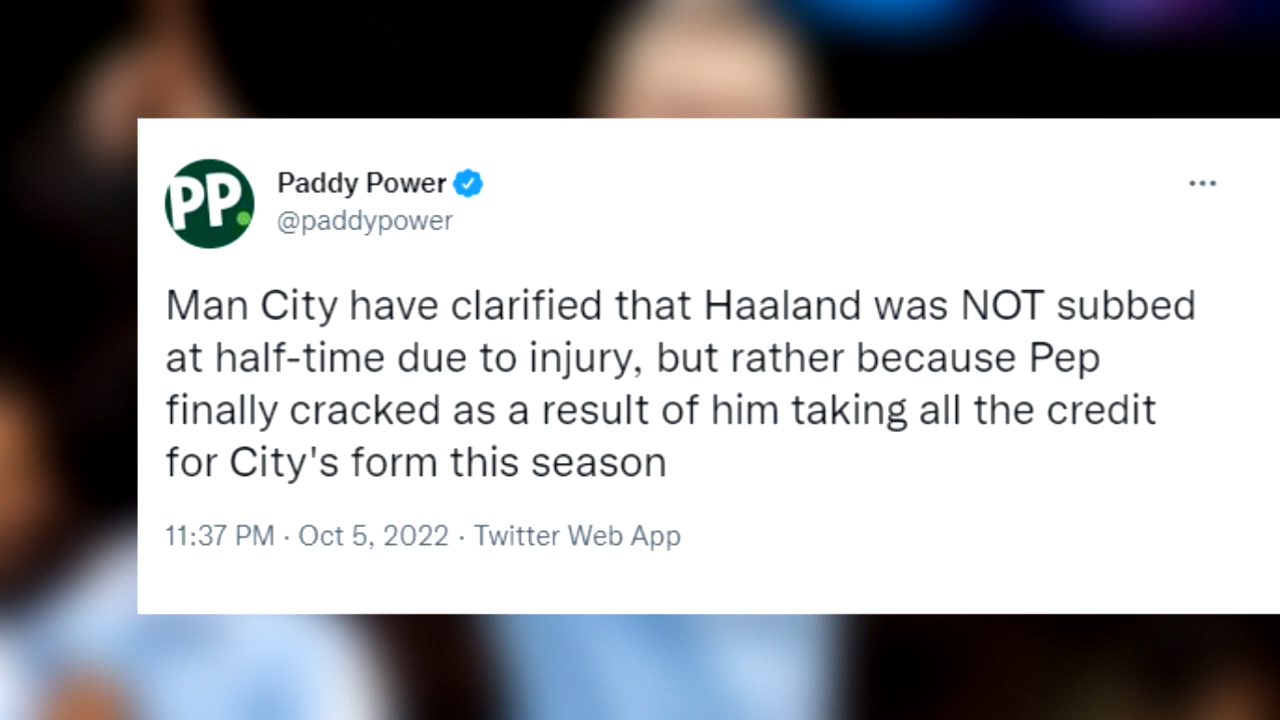 PP.
Paddy Power
@paddypower
Man City have clarified that Haaland was NOT subbed
at half-time due to injury, but rather because Pep
finally cracked as a result of him taking all the credit
for City's form this season
11:37 PM · Oct 5, 2022 · Twitter Web App